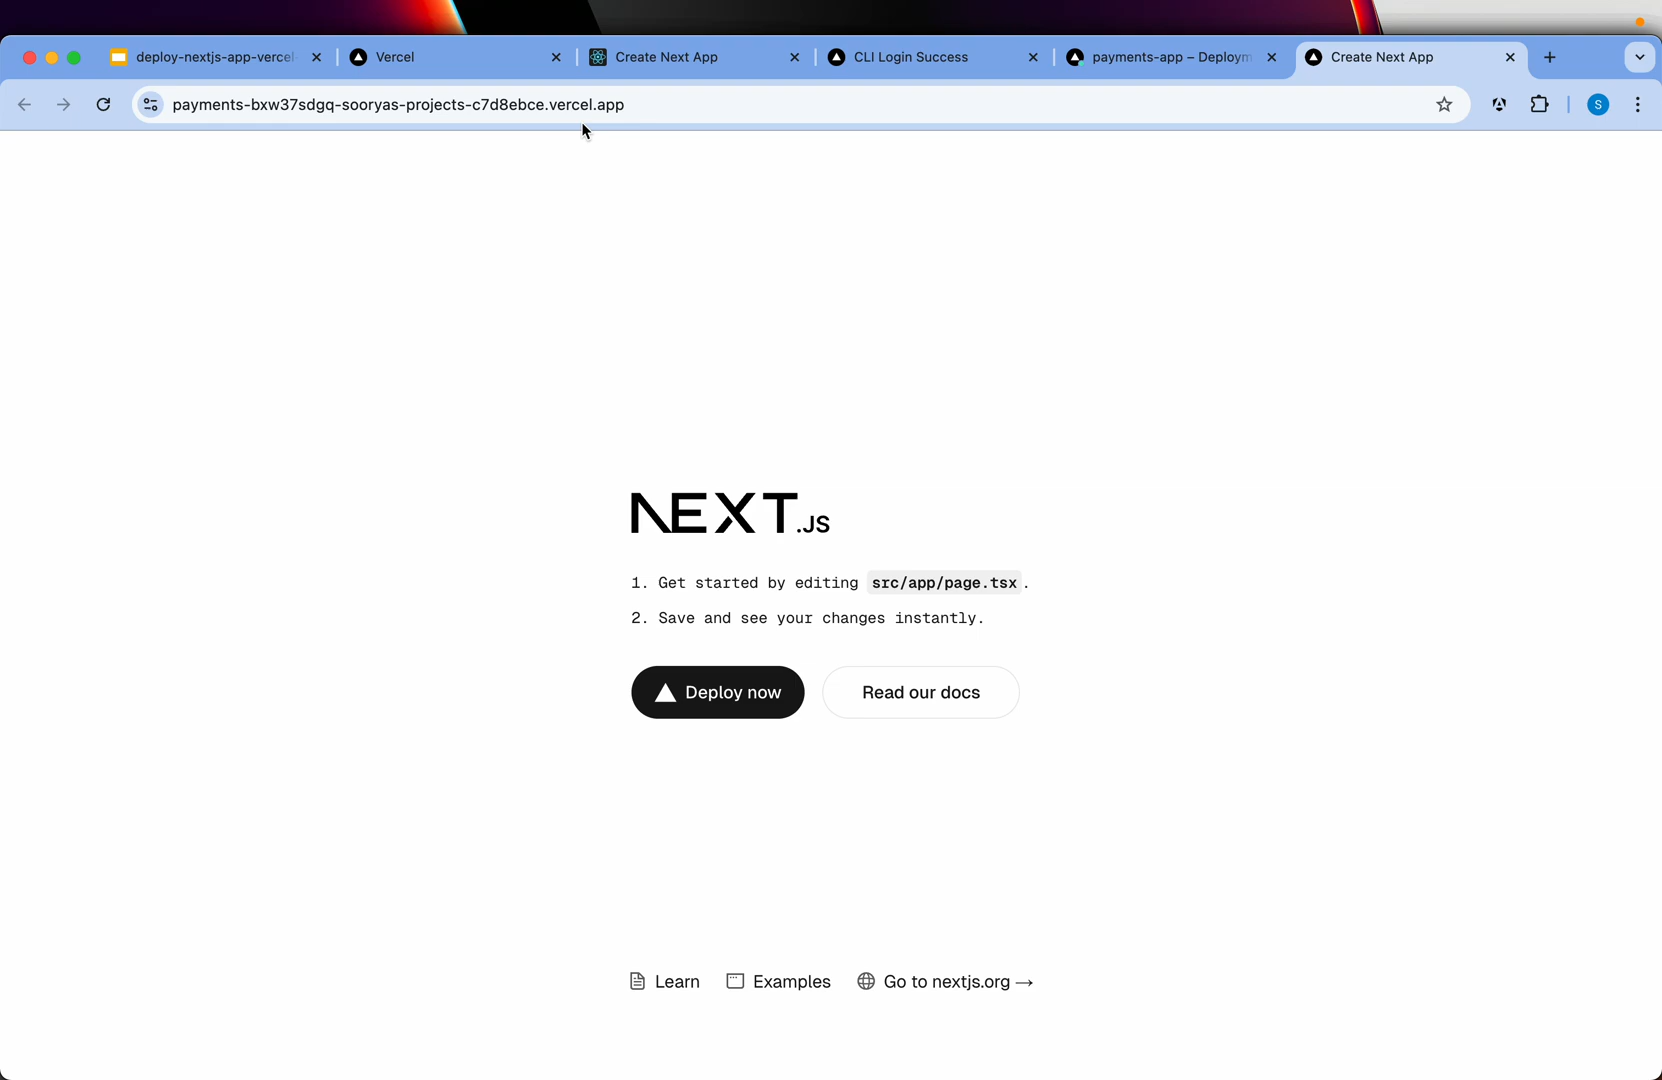 deploy-nextjs-app-vercel-
Vercel
Create Next App
CLI Login Success
payments-app – Deploym
Create Next App
payments-bxw37sdgq-sooryas-projects-c7d8ebce.vercel.app
S
NEXT.JS
1. Get started by editing src/app/page.tsx.
2. Save and see your changes instantly.
Deploy now
Read our docs
Learn
Examples
Go to nextjs.org →